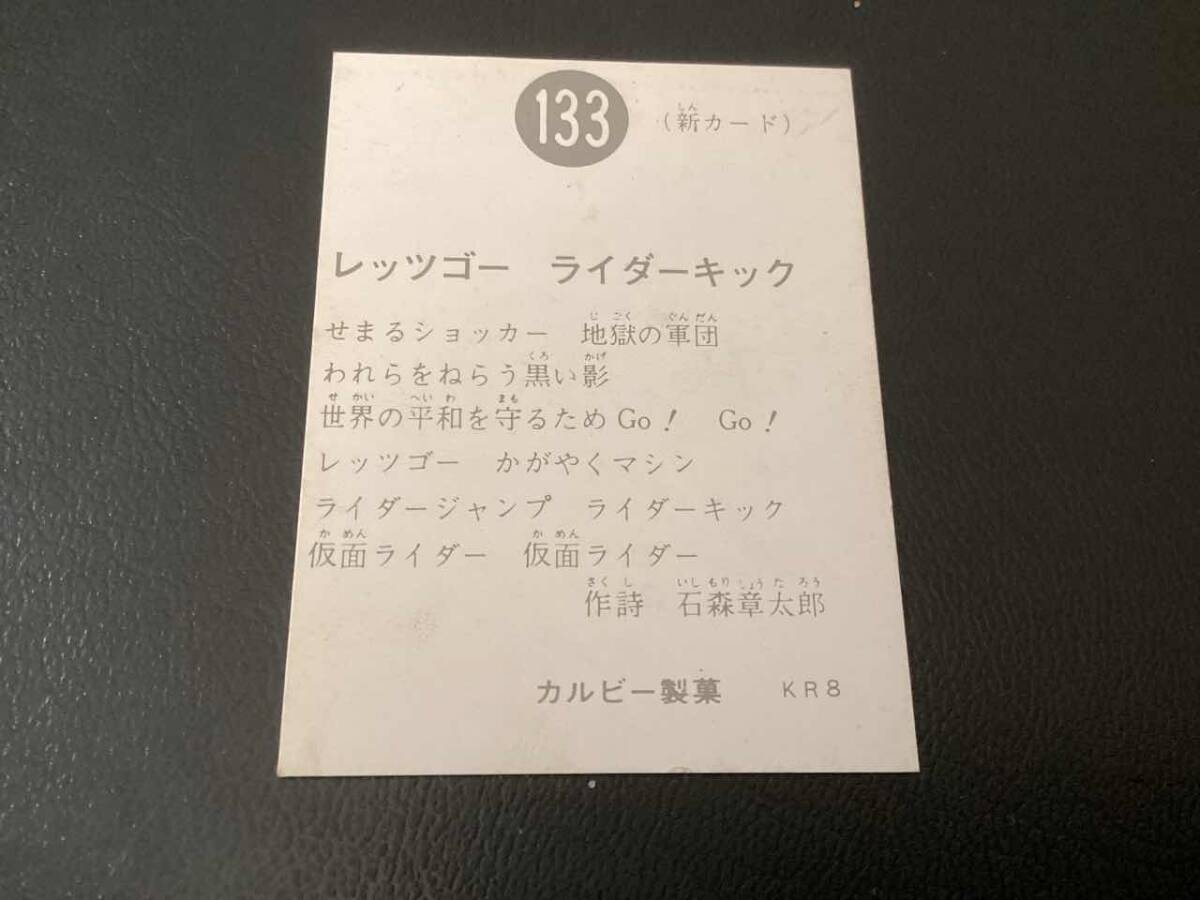 133 (新カード)
レッツゴー ライダーキック
せまるショッカー 地獄の軍団
われらをねらう黒い影
世界の平和を守るためGo! Go!
レッツゴー かがやくマシン
ライダージャンプ ライダーキック
仮面ライダー 仮面ライダー
作詩 石森章太郎
カルビー製菓 KR8